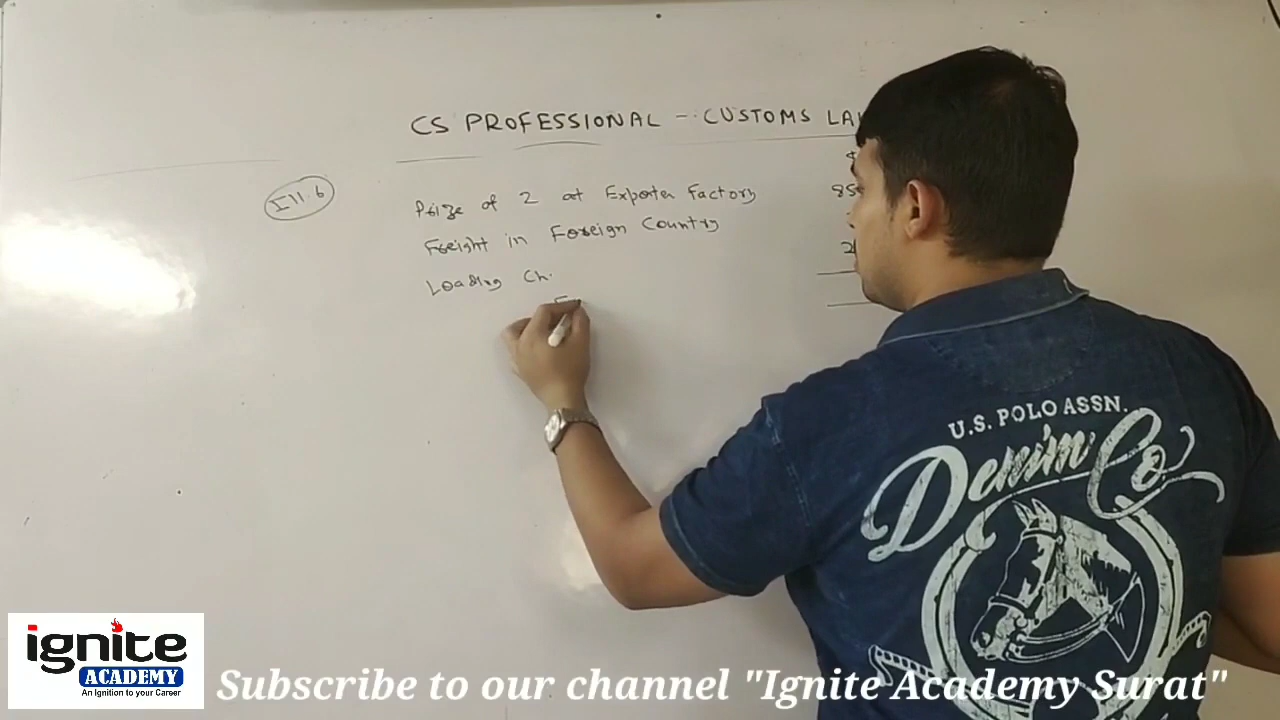 CS PROFESSIONAL - CUSTOMS LA
Ill. 6
Prize of 2 at Exporter Factory 85
Freight in Foreign Country
Loading Ch.
F
U.S. POLO ASSN.
Denim Co
ignite
ACADEMY
An Ignition to your Career
Subscribe to our channel "Ignite Academy Surat"